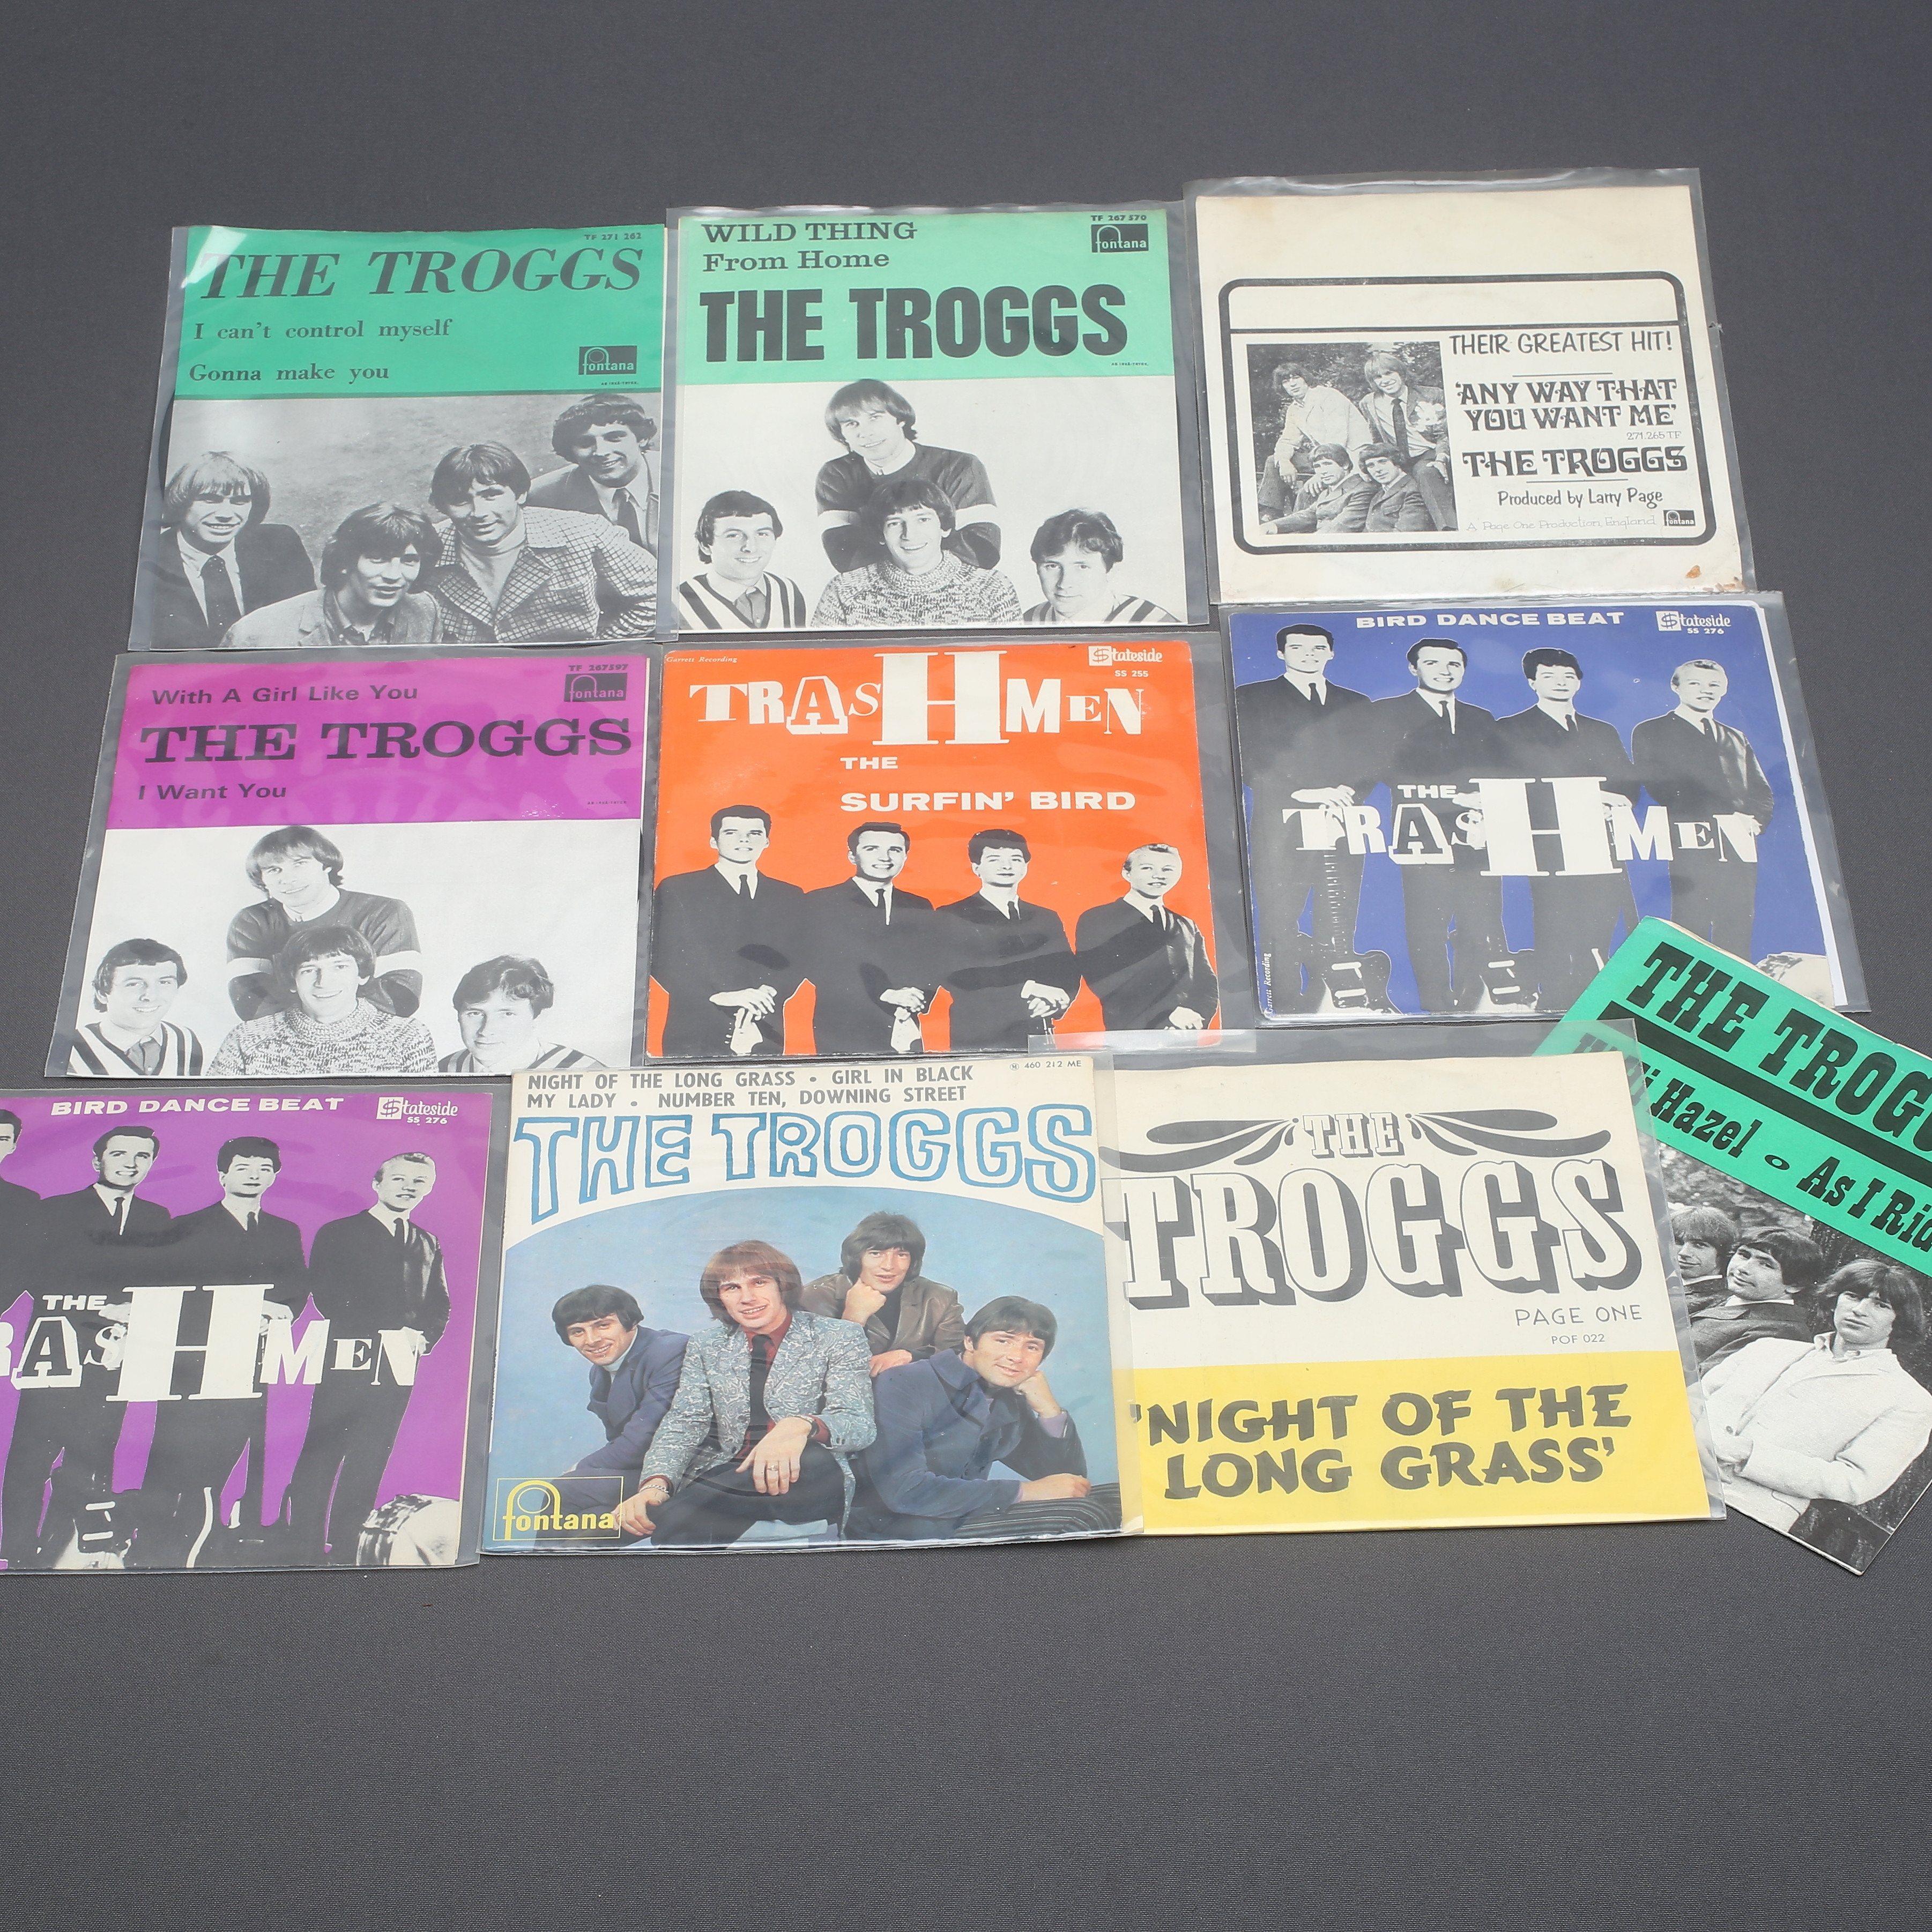 TF 271 262
THE TROGGS
I can't control myself
Gonna make you
fontana
WILD THING
From Home
TF 267 570
fontana
THE TROGGS
THEIR GREATEST HIT!
'ANY WAY THAT
YOU WANT ME'
271.265 TF
THE TROGGS
Produced by Larry Page
A Page One Production, England
fontana
With A Girl Like You
TF 267597
fontana
THE TROGGS
I Want You
Garrett Recording
Stateside
SS 255
TRASHMEN
THE
SURFIN' BIRD
BIRD DANCE BEAT
Stateside
SS 276
THE
TRASHMEN
Garrett Recording
BIRD DANCE BEAT
Stateside
SS 276
THE
RASHMEN
NIGHT OF THE LONG GRASS • GIRL IN BLACK
MY LADY • NUMBER TEN, DOWNING STREET
460 212 ME
THE TROGGS
fontana
THE
TROGGS
PAGE ONE
POF 022
'NIGHT OF THE
LONG GRASS'
THE TROGG
Hazel • As I Rid